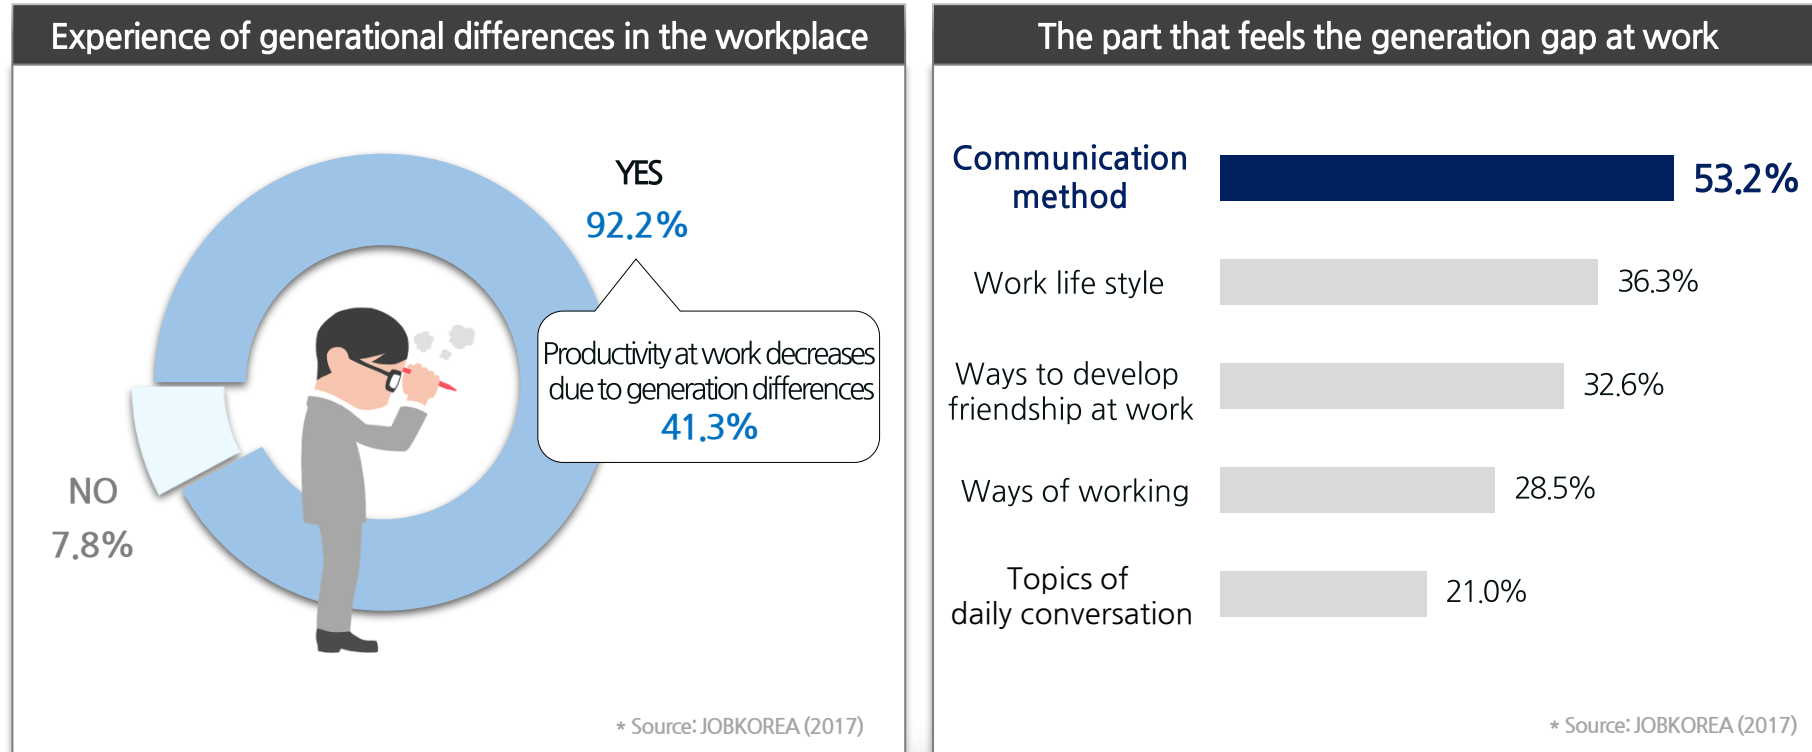 Experience of generational differences in the workplace
YES
92.2%
Productivity at work decreases
due to generation differences
41.3%
NO
7.8%
* Source: JOBKOREA (2017)
The part that feels the generation gap at work
Communication
method
53.2%
Work life style
36.3%
Ways to develop
friendship at work
32.6%
Ways of working
28.5%
Topics of
daily conversation
21.0%
* Source: JOBKOREA (2017)